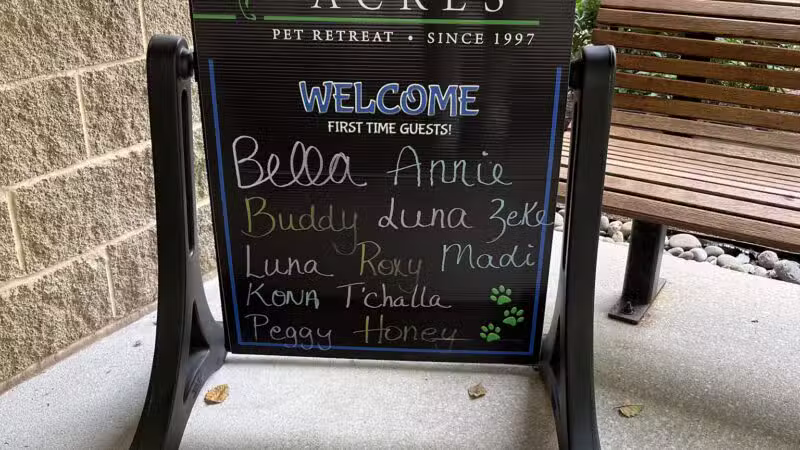 ACRES
PET RETREAT • SINCE 1997
WELCOME
FIRST TIME GUESTS!
Bella Annie
Buddy Luna Zeke
Luna Roxy Madi
KONA T'challa
Peggy Honey